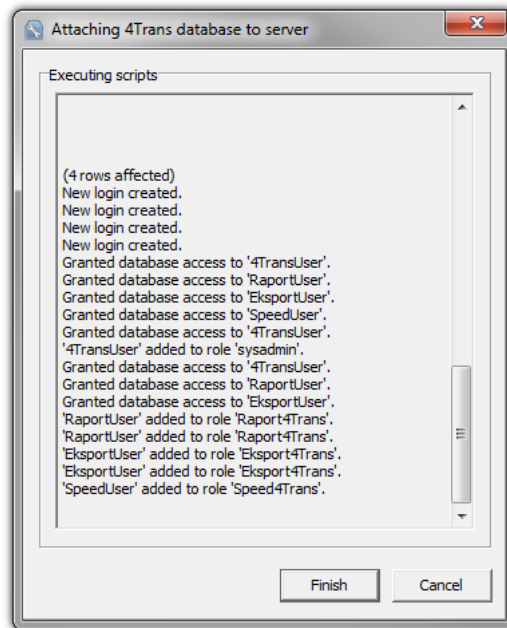 Attaching 4Trans database to server
Executing scripts
(4 rows affected)
New login created.
New login created.
New login created.
New login created.
Granted database access to '4TransUser'.
Granted database access to 'RaportUser'.
Granted database access to 'EksportUser'.
Granted database access to 'SpeedUser'.
Granted database access to '4TransUser'.
'4TransUser' added to role 'sysadmin'.
Granted database access to '4TransUser'.
Granted database access to 'RaportUser'.
Granted database access to 'EksportUser'.
'RaportUser' added to role 'Raport4Trans'.
'RaportUser' added to role 'Raport4Trans'.
'EksportUser' added to role 'Eksport4Trans'.
'EksportUser' added to role 'Eksport4Trans'.
'SpeedUser' added to role 'Speed4Trans'.
Finish
Cancel